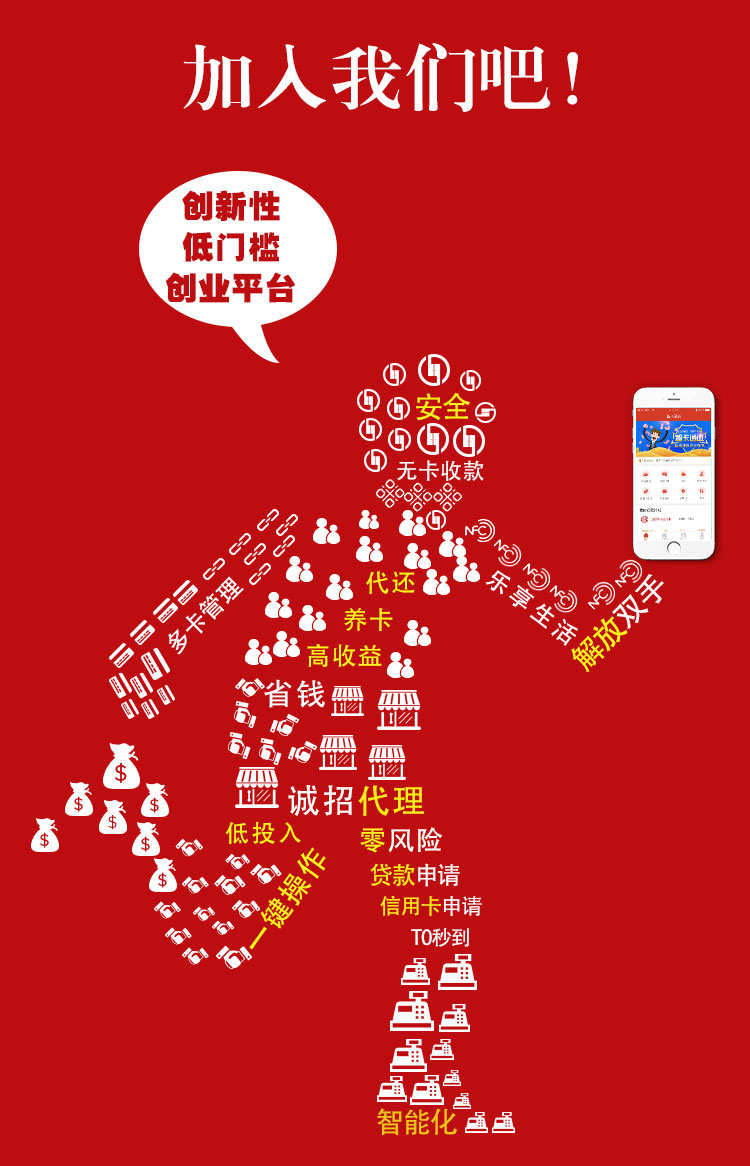 加入我们吧！
创新性
低门槛
创业平台
安全
无卡收款
代还
多卡管理
养卡
乐享生活
解放双手
高收益
省钱
诚招代理
低投入
零风险
一键操作
贷款申请
信用卡申请
TO秒到
智能化